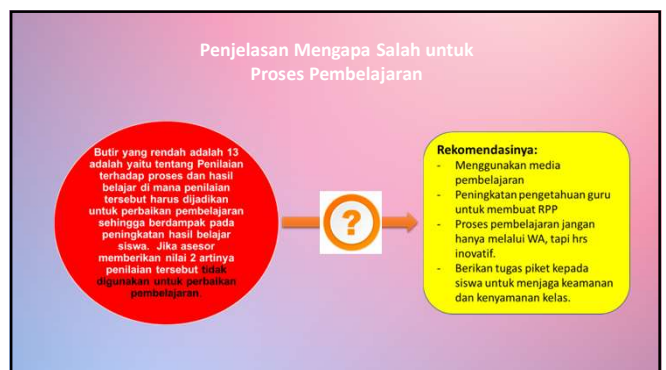 Penjelasan Mengapa Salah untuk
Proses Pembelajaran
Butir yang rendah adalah 13
adalah yaitu tentang Penilaian
terhadap proses dan hasil
belajar di mana penilaian
tersebut harus dijadikan
untuk perbaikan pembelajaran
sehingga berdampak pada
peningkatan hasil belajar
siswa. Jika asesor
memberikan nilai 2 artinya
penilaian tersebut tidak
digunakan untuk perbaikan
pembelajaran.
?
Rekomendasinya:
- Menggunakan media
pembelajaran
- Peningkatan pengetahuan guru
untuk membuat RPP
- Proses pembelajaran jangan
hanya melalui WA, tapi hrs
inovatif.
- Berikan tugas piket kepada
siswa untuk menjaga keamanan
dan kenyamanan kelas.